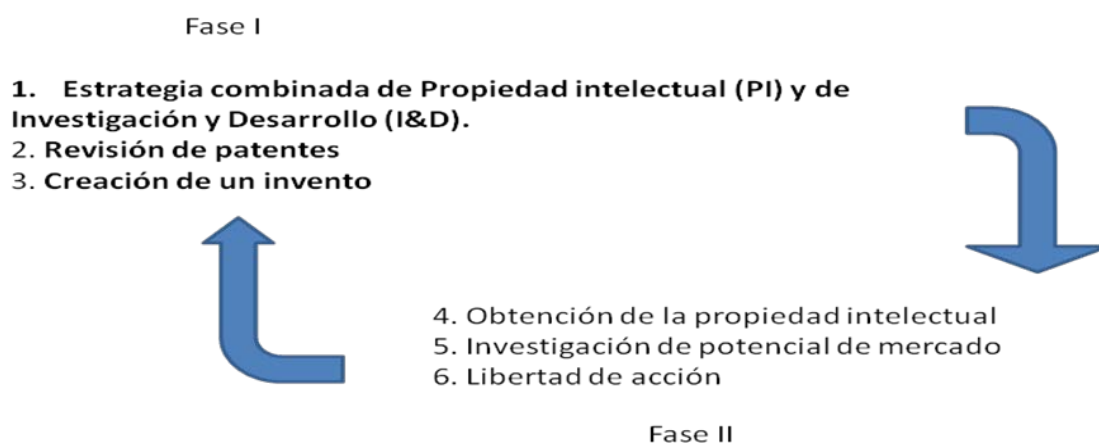 Fase I
1. Estrategia combinada de Propiedad intelectual (PI) y de
Investigación y Desarrollo (I&D).
2. Revisión de patentes
3. Creación de un invento
4. Obtención de la propiedad intelectual
5. Investigación de potencial de mercado
6. Libertad de acción
Fase II